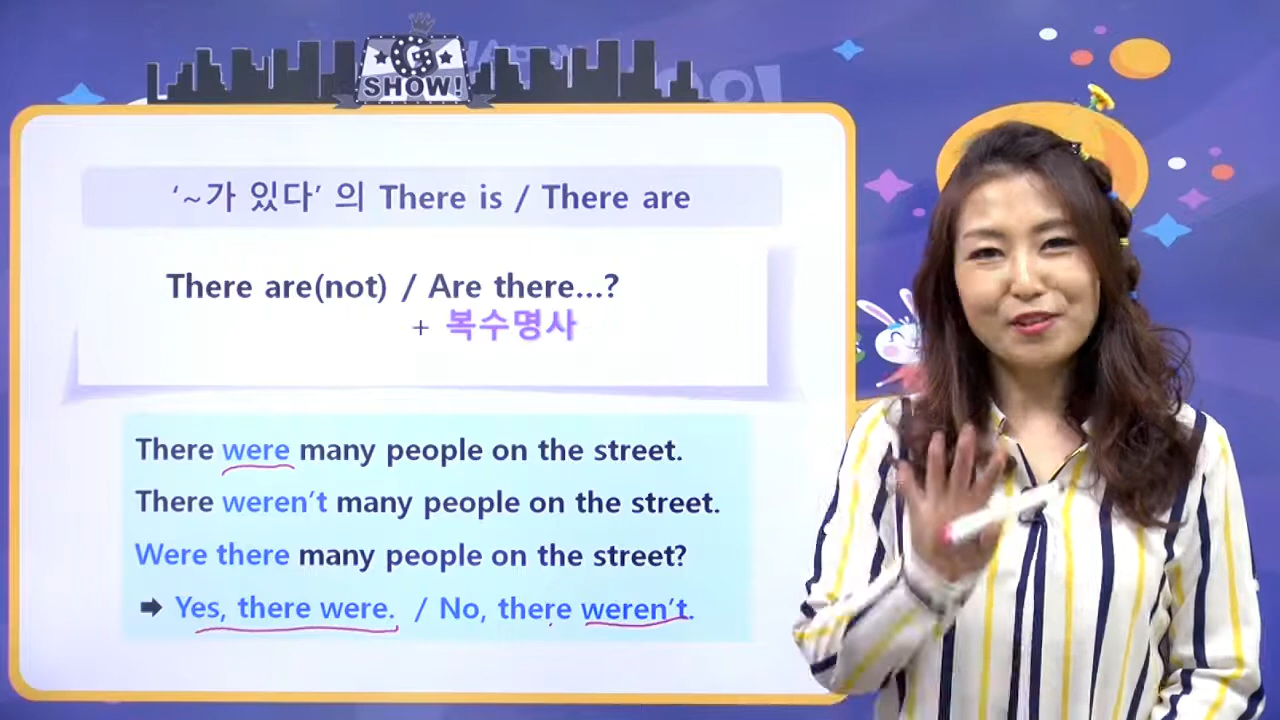 G
SHOW!
‘~가 있다’ 의 There is / There are
There are(not) / Are there...?
+ 복수명사
There were many people on the street.
There weren’t many people on the street.
Were there many people on the street?
➡ Yes, there were. / No, there weren’t.